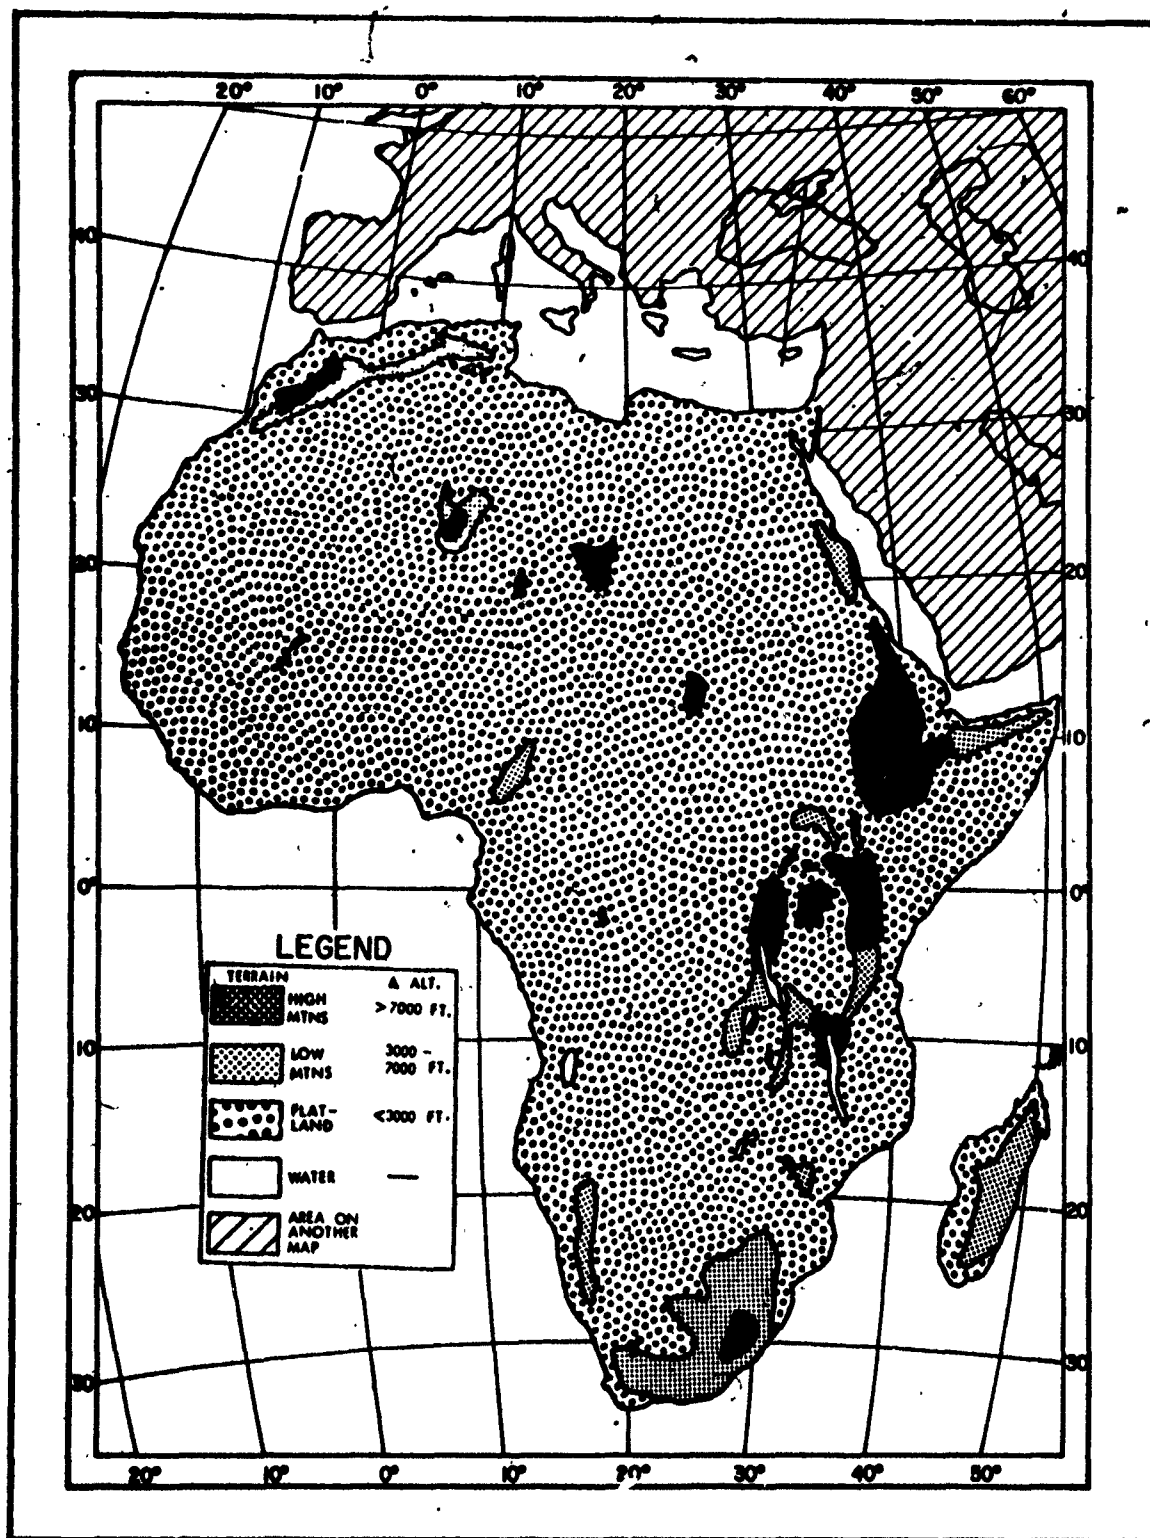 20° 10° 0° 10° 20° 30° 40° 50° 60°
40 40
30 30
20 20
10 10
0° 0°
LEGEND
TERRAIN Δ ALT.
HIGH MTNS >7000 FT.
LOW MTNS 3000 – 7000 FT.
FLAT-LAND <3000 FT.
WATER —
AREA ON ANOTHER MAP
10 10
20 20
30 30
20° 10° 0° 10° 20° 30° 40° 50°